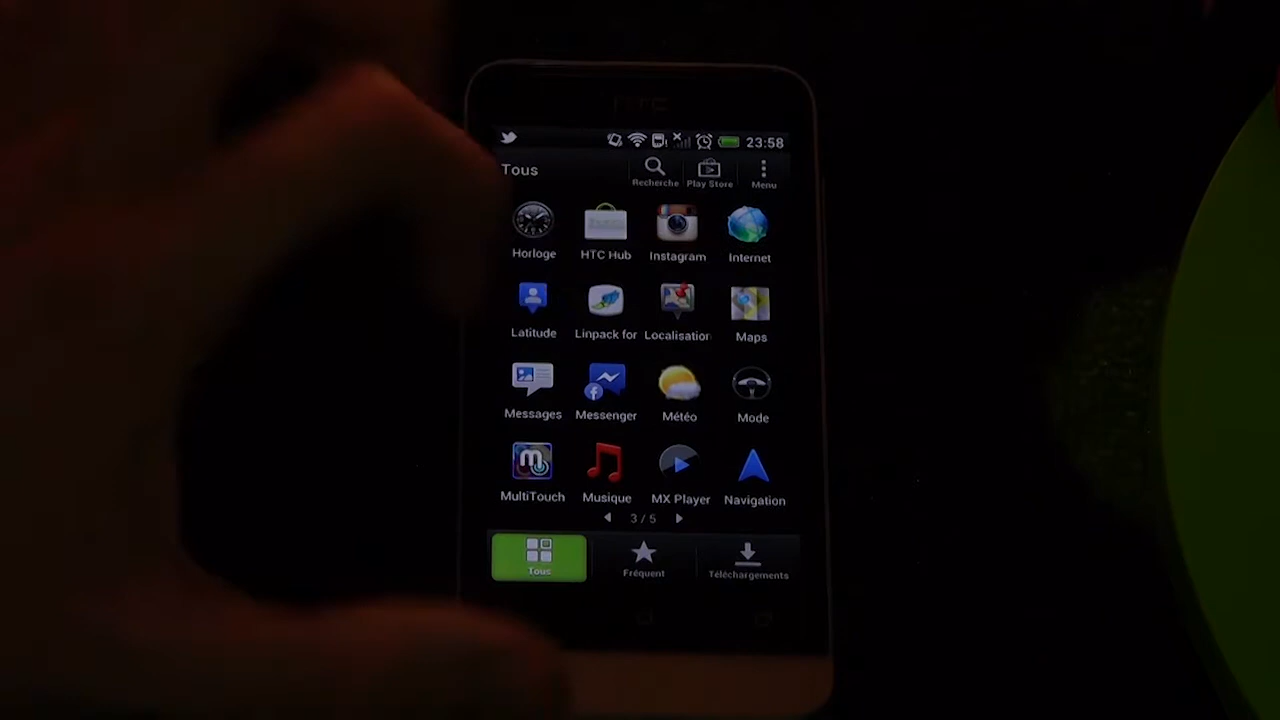 HTC
23:58
Tous
Recherche Play Store Menu
Horloge HTC Hub Instagram Internet
Latitude Linpack for Localisation Maps
Messages Messenger Météo Mode
MultiTouch Musique MX Player Navigation
3 / 5
Tous Fréquent Téléchargements